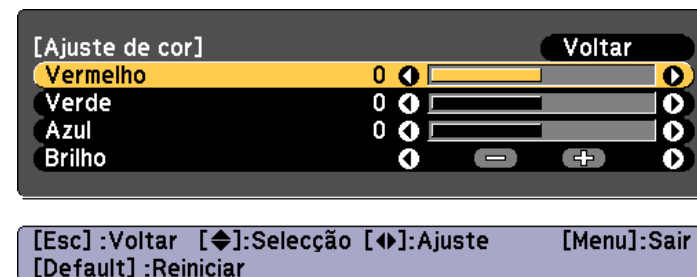 [Ajuste de cor] Voltar
Vermelho 0
Verde 0
Azul 0
Brilho − +
[Esc] :Voltar [◆]:Selecção [◀▶]:Ajuste [Menu]:Sair
[Default] :Reiniciar